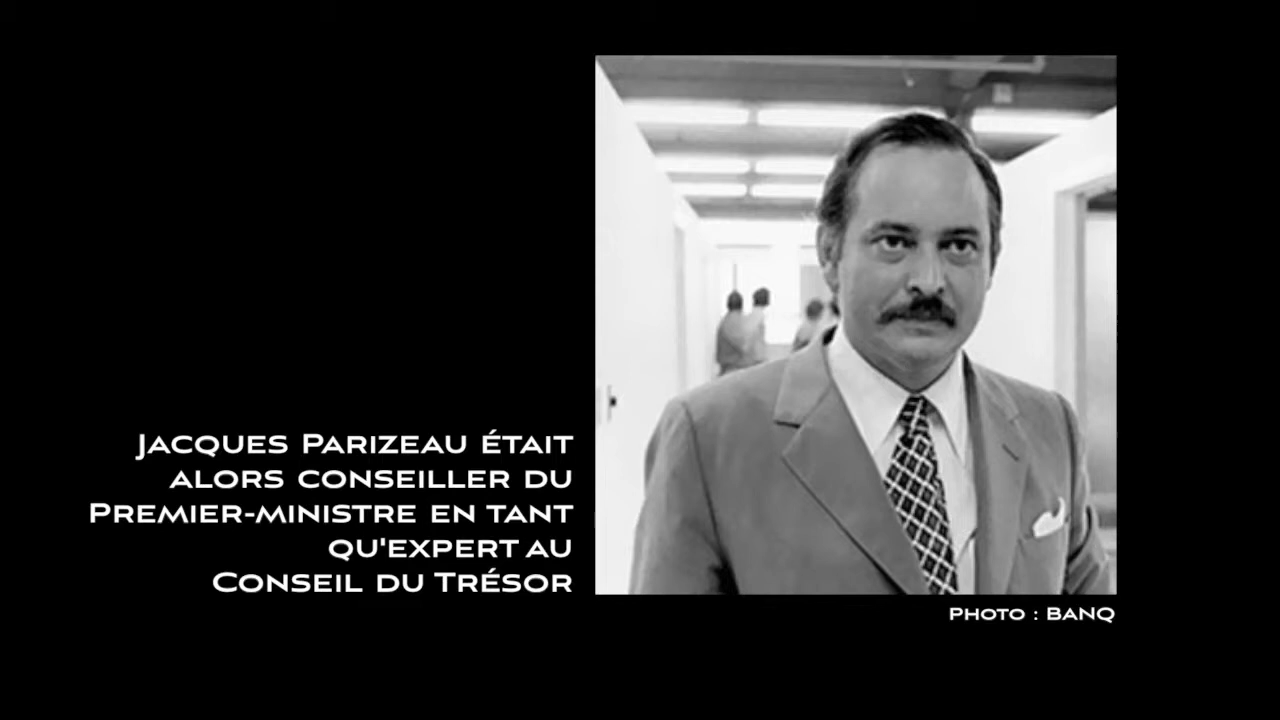 Jacques Parizeau était
alors conseiller du
Premier-ministre en tant
qu'expert au
Conseil du Trésor
Photo : BANQ